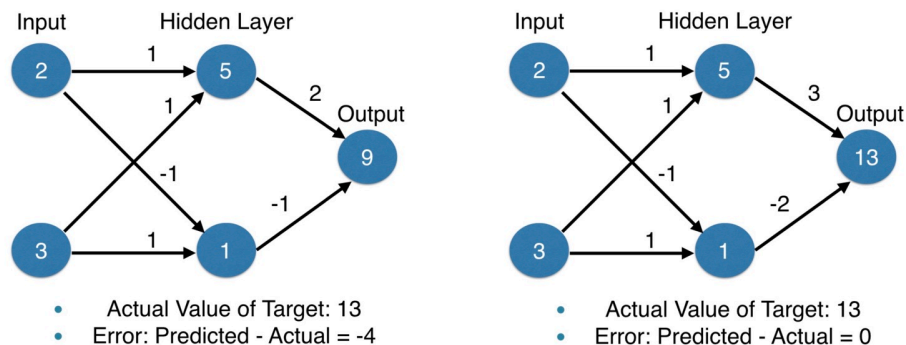 Input
Hidden Layer
2
1
5
1
2
Output
9
-1
-1
3
1
1
Actual Value of Target: 13
Error: Predicted - Actual = -4
Input
Hidden Layer
2
1
5
1
3
Output
13
-1
-2
3
1
1
Actual Value of Target: 13
Error: Predicted - Actual = 0